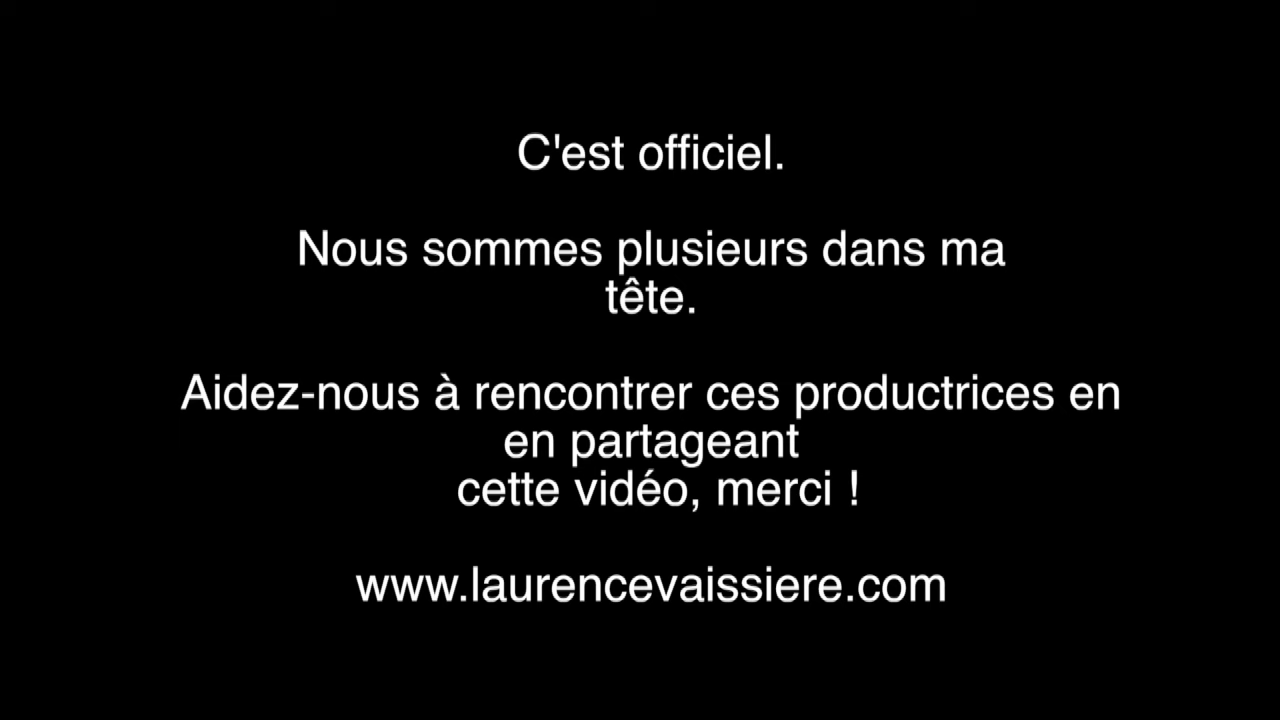 C'est officiel.
Nous sommes plusieurs dans ma
tête.
Aidez-nous à rencontrer ces productrices en
en partageant
cette vidéo, merci !
www.laurencevaissiere.com